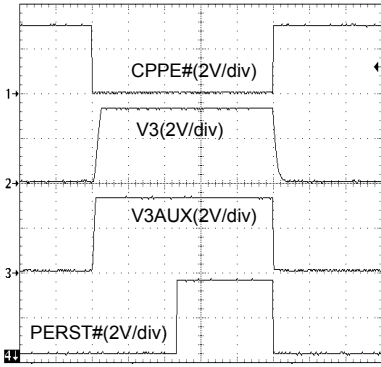 CPPE#(2V/div)
1
V3(2V/div)
2
V3AUX(2V/div)
3
PERST#(2V/div)
4